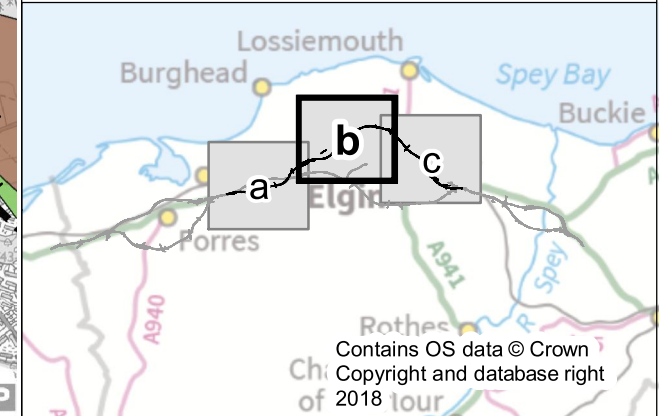 Lossiemouth
Burghead
Spey Bay
Buckie
b
c
a
Elgin
Forres
A941
R Spey
A940
Rothes
Contains OS data © Crown
Copyright and database right
2018
of
P